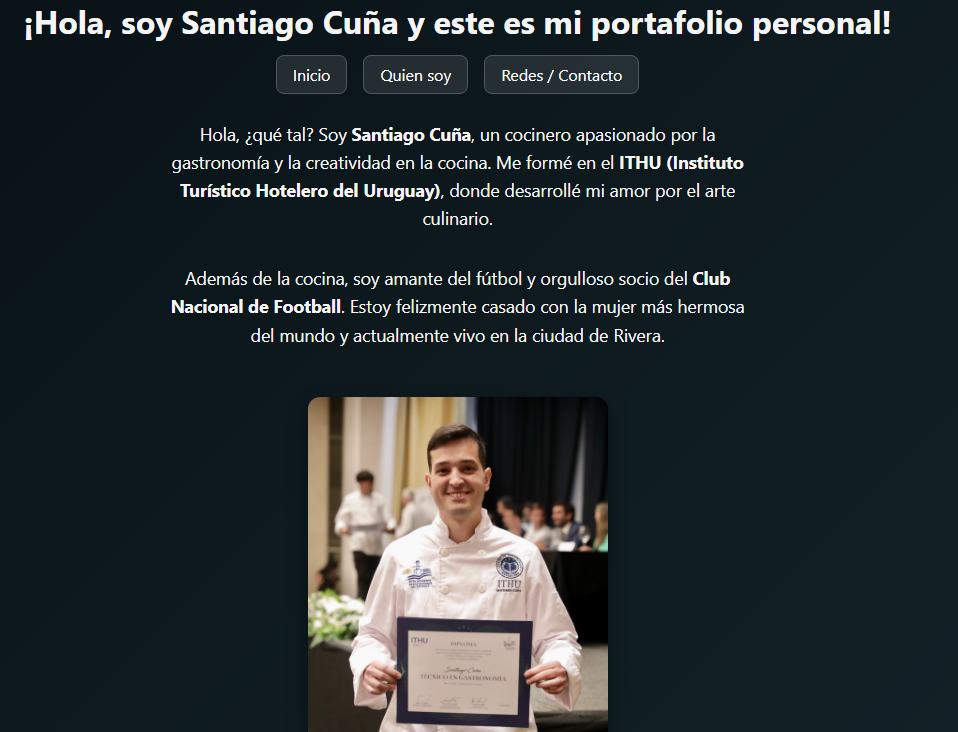 ¡Hola, soy Santiago Cuña y este es mi portafolio personal!
Inicio
Quien soy
Redes / Contacto
Hola, ¿qué tal? Soy Santiago Cuña, un cocinero apasionado por la
gastronomía y la creatividad en la cocina. Me formé en el ITHU (Instituto
Turístico Hotelero del Uruguay), donde desarrollé mi amor por el arte
culinario.
Además de la cocina, soy amante del fútbol y orgulloso socio del Club
Nacional de Football. Estoy felizmente casado con la mujer más hermosa
del mundo y actualmente vivo en la ciudad de Rivera.
ITHU
ITHU
DIPLOMA
Santiago Cuña
TÉCNICO EN GASTRONOMÍA